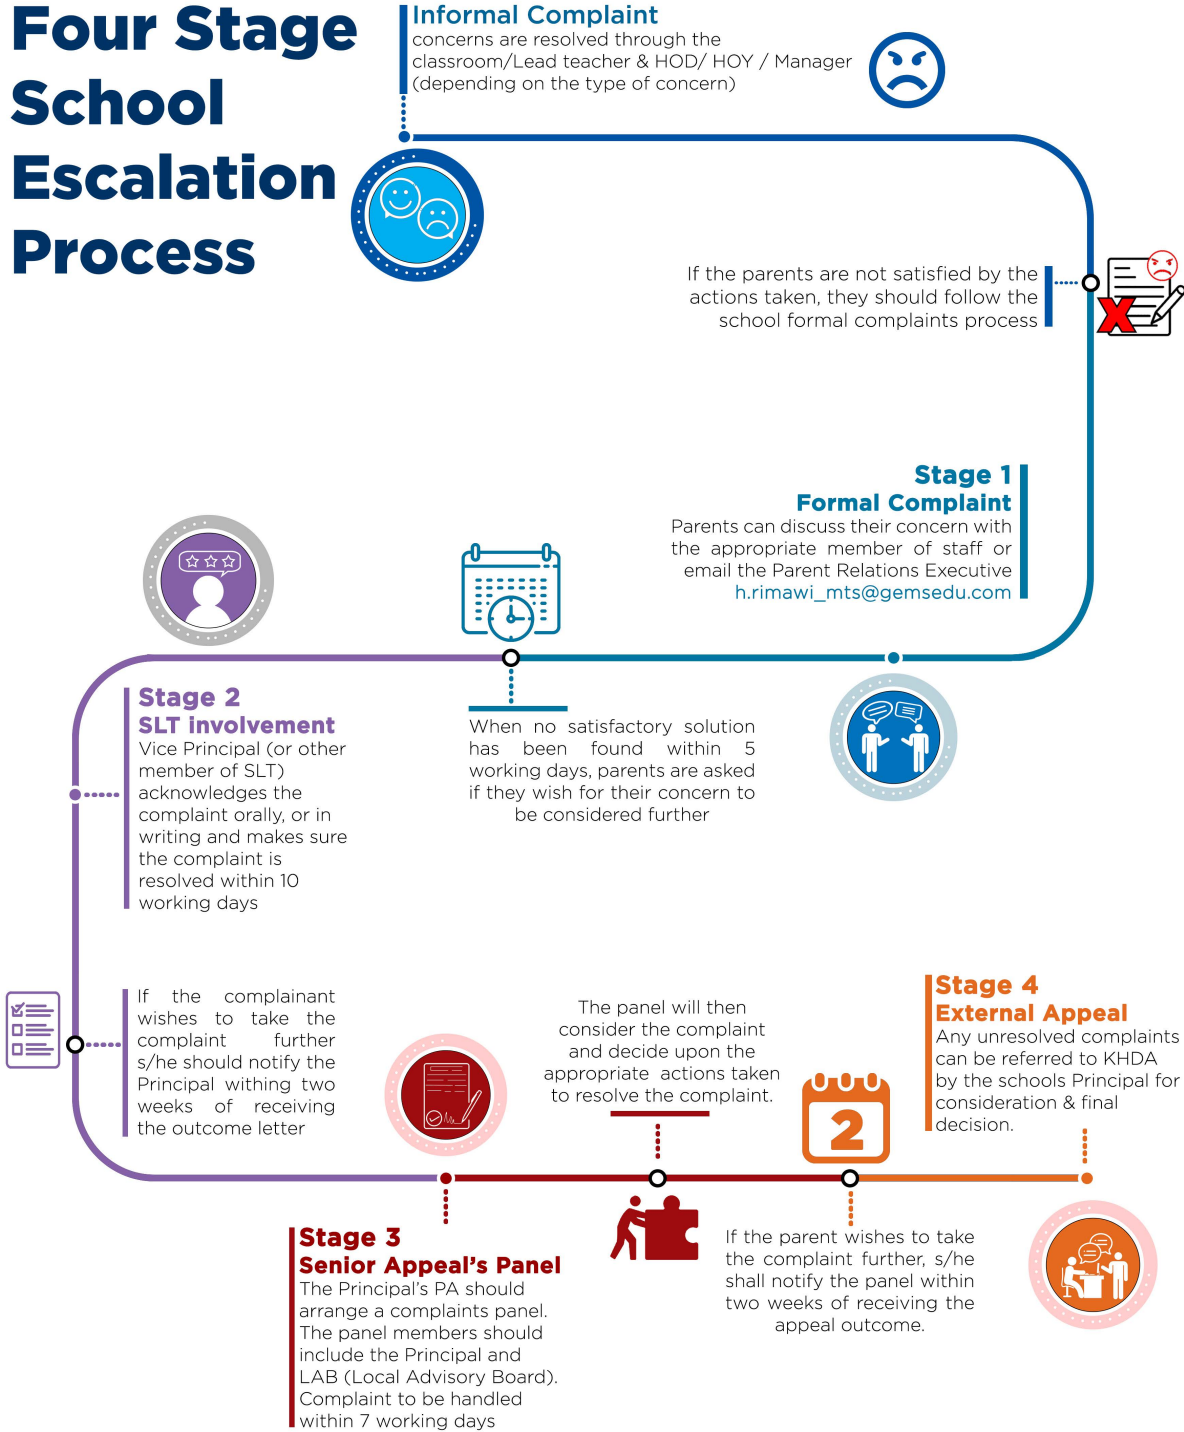 Four Stage
School
Escalation
Process
Informal Complaint
concerns are resolved through the
classroom/Lead teacher & HOD/ HOY / Manager
(depending on the type of concern)
If the parents are not satisfied by the
actions taken, they should follow the
school formal complaints process
Stage 1
Formal Complaint
Parents can discuss their concern with
the appropriate member of staff or
email the Parent Relations Executive
h.rimawi_mts@gemsedu.com
When no satisfactory solution
has been found within 5
working days, parents are asked
if they wish for their concern to
be considered further
Stage 2
SLT involvement
Vice Principal (or other
member of SLT)
acknowledges the
complaint orally, or in
writing and makes sure
the complaint is
resolved within 10
working days
If the complainant
wishes to take the
complaint further
s/he should notify the
Principal withing two
weeks of receiving
the outcome letter
Stage 3
Senior Appeal's Panel
The Principal's PA should
arrange a complaints panel.
The panel members should
include the Principal and
LAB (Local Advisory Board).
Complaint to be handled
within 7 working days
The panel will then
consider the complaint
and decide upon the
appropriate actions taken
to resolve the complaint.
2
If the parent wishes to take
the complaint further, s/he
shall notify the panel within
two weeks of receiving the
appeal outcome.
Stage 4
External Appeal
Any unresolved complaints
can be referred to KHDA
by the schools Principal for
consideration & final
decision.